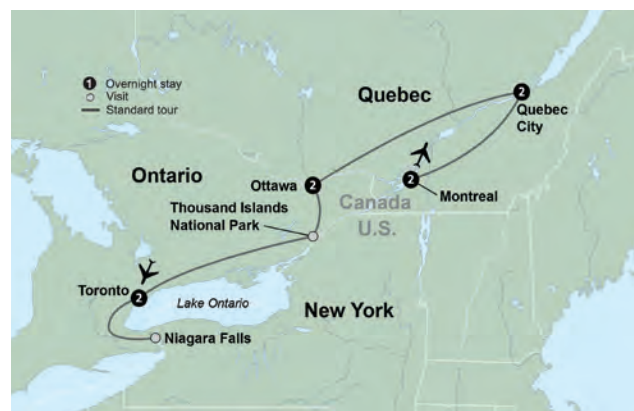 1 Overnight stay
Visit
Standard tour
Quebec
2
Quebec
City
Ontario
Ottawa 2
2
Montreal
Canada
U.S.
Thousand Islands
National Park
Toronto 2
Lake Ontario
New York
Niagara Falls